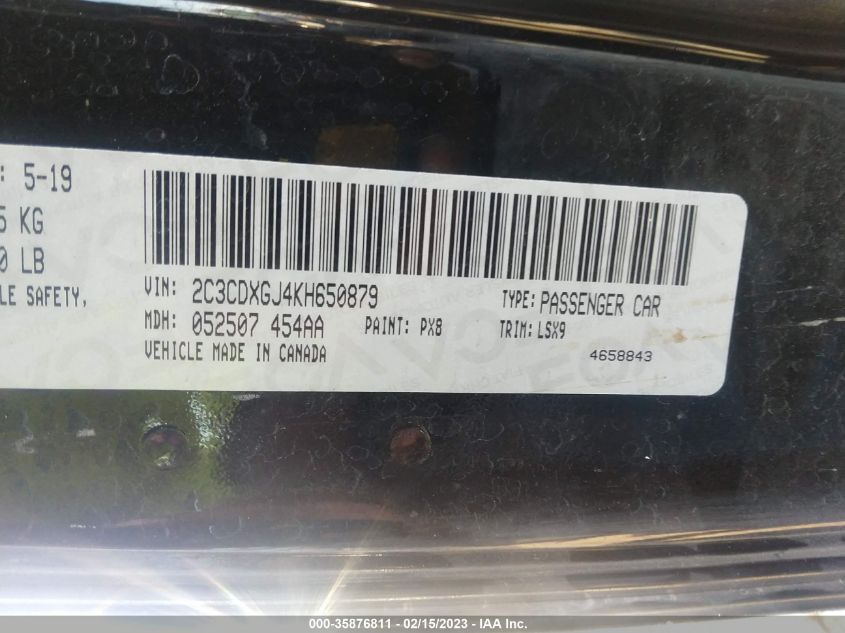 : 5-19
5 KG
0 LB
LE SAFETY,
VIN: 2C3CDXGJ4KH650879 TYPE: PASSENGER CAR
MDH: 052507 454AA PAINT: PX8 TRIM: LSX9
VEHICLE MADE IN CANADA 4658843
000-35876811 - 02/15/2023 - IAA Inc.